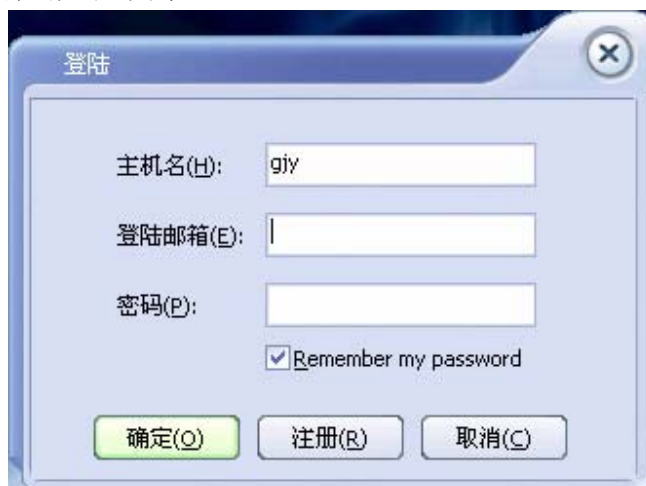 登陆
主机名(H): gjy
登陆邮箱(E):
密码(P):
Remember my password
确定(O) 注册(R) 取消(C)